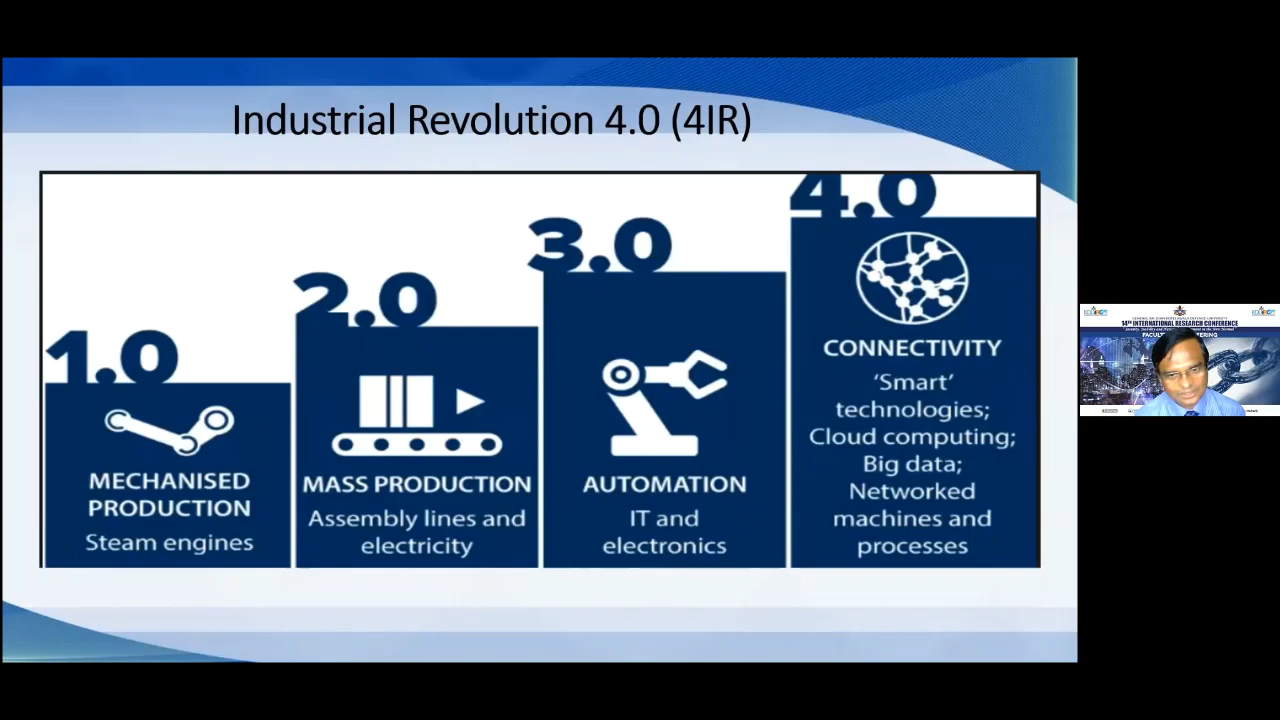 Industrial Revolution 4.0 (4IR)
1.0
MECHANISED
PRODUCTION
Steam engines
2.0
MASS PRODUCTION
Assembly lines and
electricity
3.0
AUTOMATION
IT and
electronics
4.0
CONNECTIVITY
‘Smart’
technologies;
Cloud computing;
Big data;
Networked
machines and
processes
14TH INTERNATIONAL RESEARCH CONFERENCE